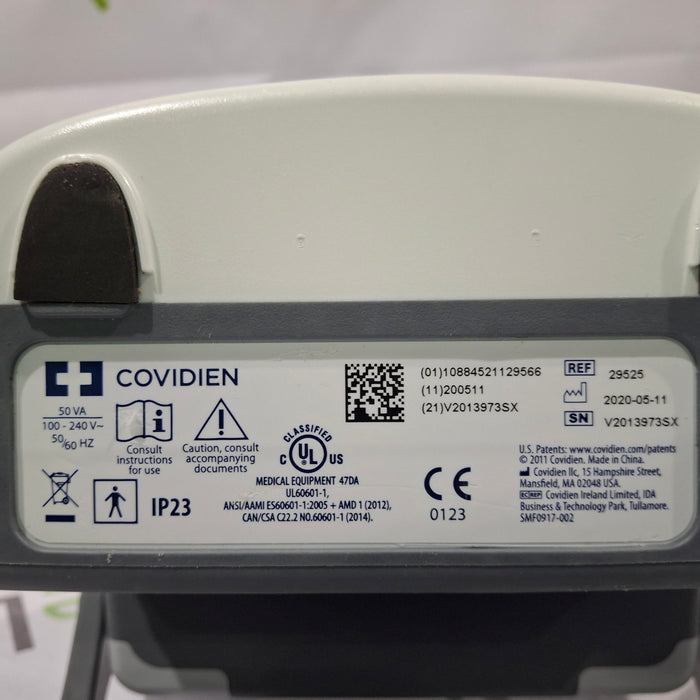 COVIDIEN
50 VA
100 - 240 V~
50/60 HZ
i
Consult
instructions
for use
!
Caution, consult
accompanying
documents
IP23
CLASSIFIED
C UL US
MEDICAL EQUIPMENT 47DA
UL60601-1,
ANSI/AAMI ES60601-1:2005 + AMD 1 (2012),
CAN/CSA C22.2 NO.60601-1 (2014).
(01)10884521129566
(11)200511
(21)V2013973SX
CE
0123
REF 29525
2020-05-11
SN V2013973SX
U.S. Patents: www.covidien.com/patents
© 2011 Covidien. Made in China.
Covidien llc, 15 Hampshire Street,
Mansfield, MA 02048 USA.
EC REP Covidien Ireland Limited, IDA
Business & Technology Park, Tullamore.
SMF0917-002